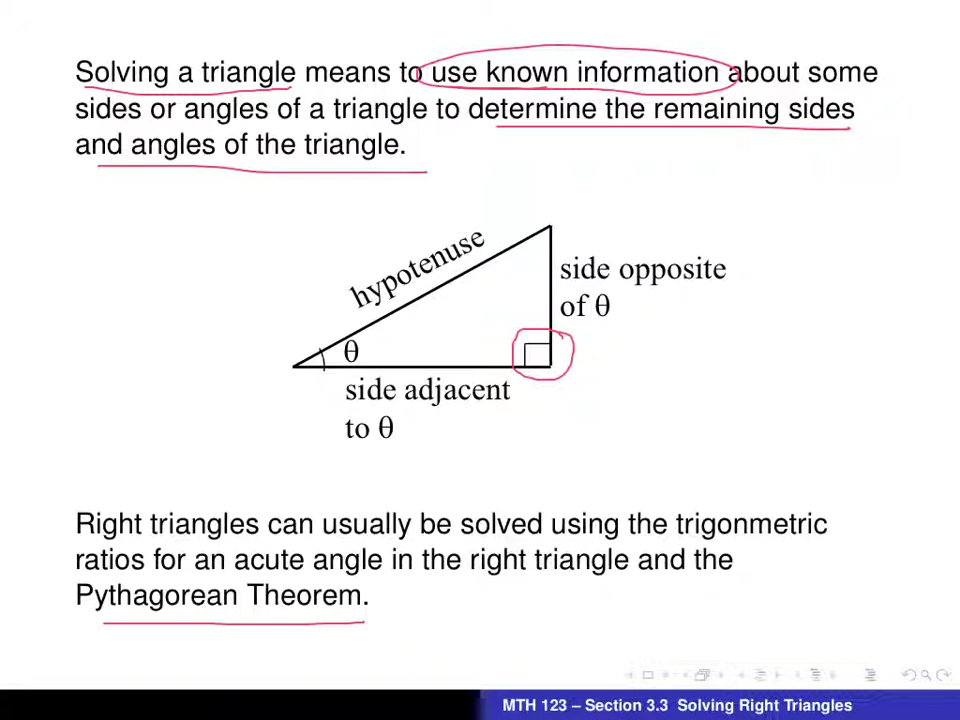 Solving a triangle means to use known information about some
sides or angles of a triangle to determine the remaining sides
and angles of the triangle.
hypotenuse
side opposite
of θ
θ
side adjacent
to θ
Right triangles can usually be solved using the trigonmetric
ratios for an acute angle in the right triangle and the
Pythagorean Theorem.
MTH 123 – Section 3.3 Solving Right Triangles